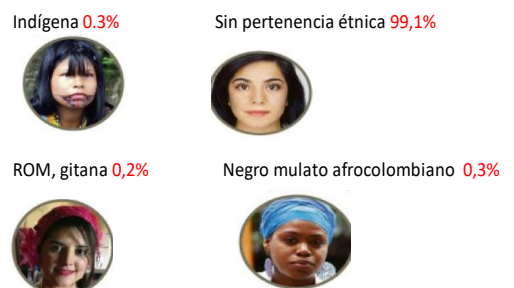 Indígena 0.3%
Sin pertenencia étnica 99,1%
ROM, gitana 0,2%
Negro mulato afrocolombiano 0,3%